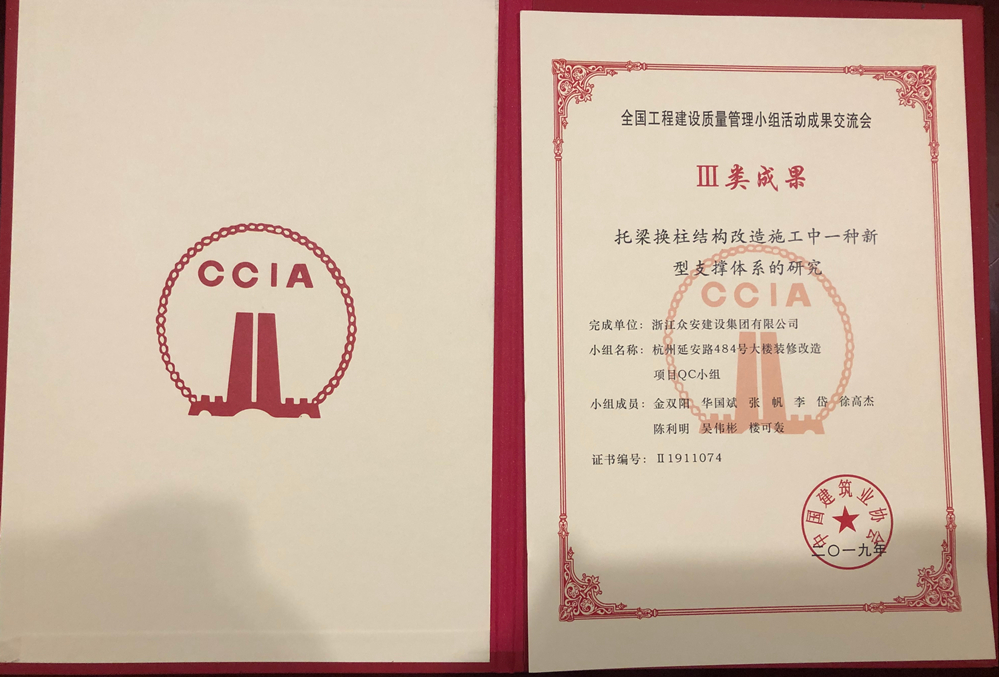 CCIA
全国工程建设质量管理小组活动成果交流会
Ⅲ类成果
托梁换柱结构改造施工中一种新
型支撑体系的研究
CCIA
完成单位：浙江众安建设集团有限公司
小组名称：杭州延安路484号大楼装修改造
项目QC小组
小组成员：金双阳 华国斌 张 帆 李 岱 徐高杰
陈利明 吴伟彬 楼可轰
证书编号：Ⅱ1911074
中国建筑业协会
二〇一九年